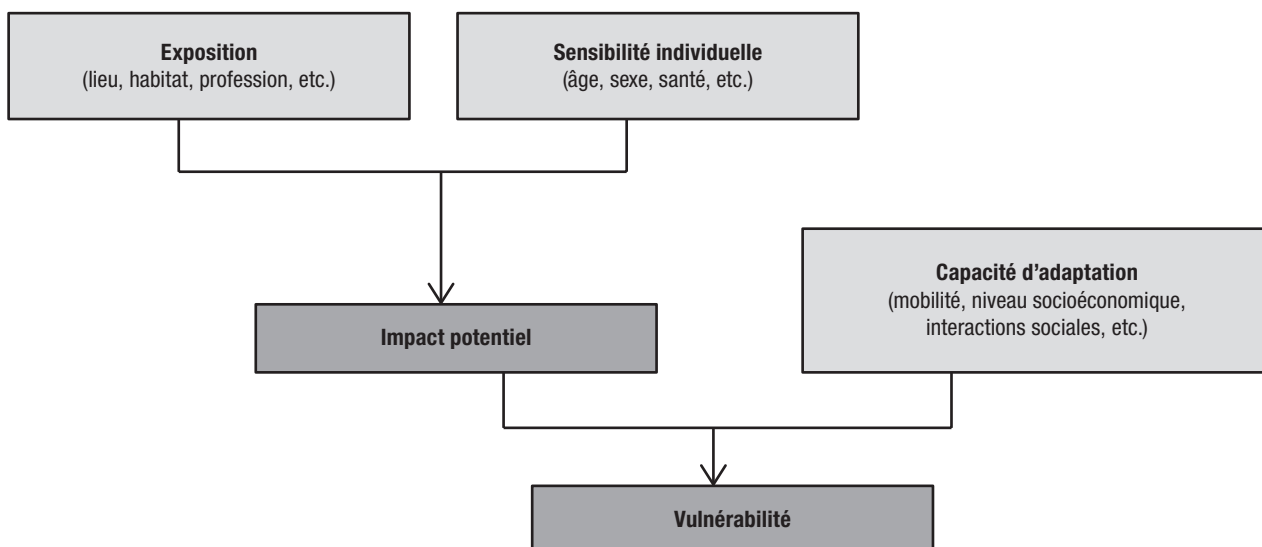 Exposition
(lieu, habitat, profession, etc.)
Sensibilité individuelle
(âge, sexe, santé, etc.)
Capacité d’adaptation
(mobilité, niveau socioéconomique,
interactions sociales, etc.)
Impact potentiel
Vulnérabilité